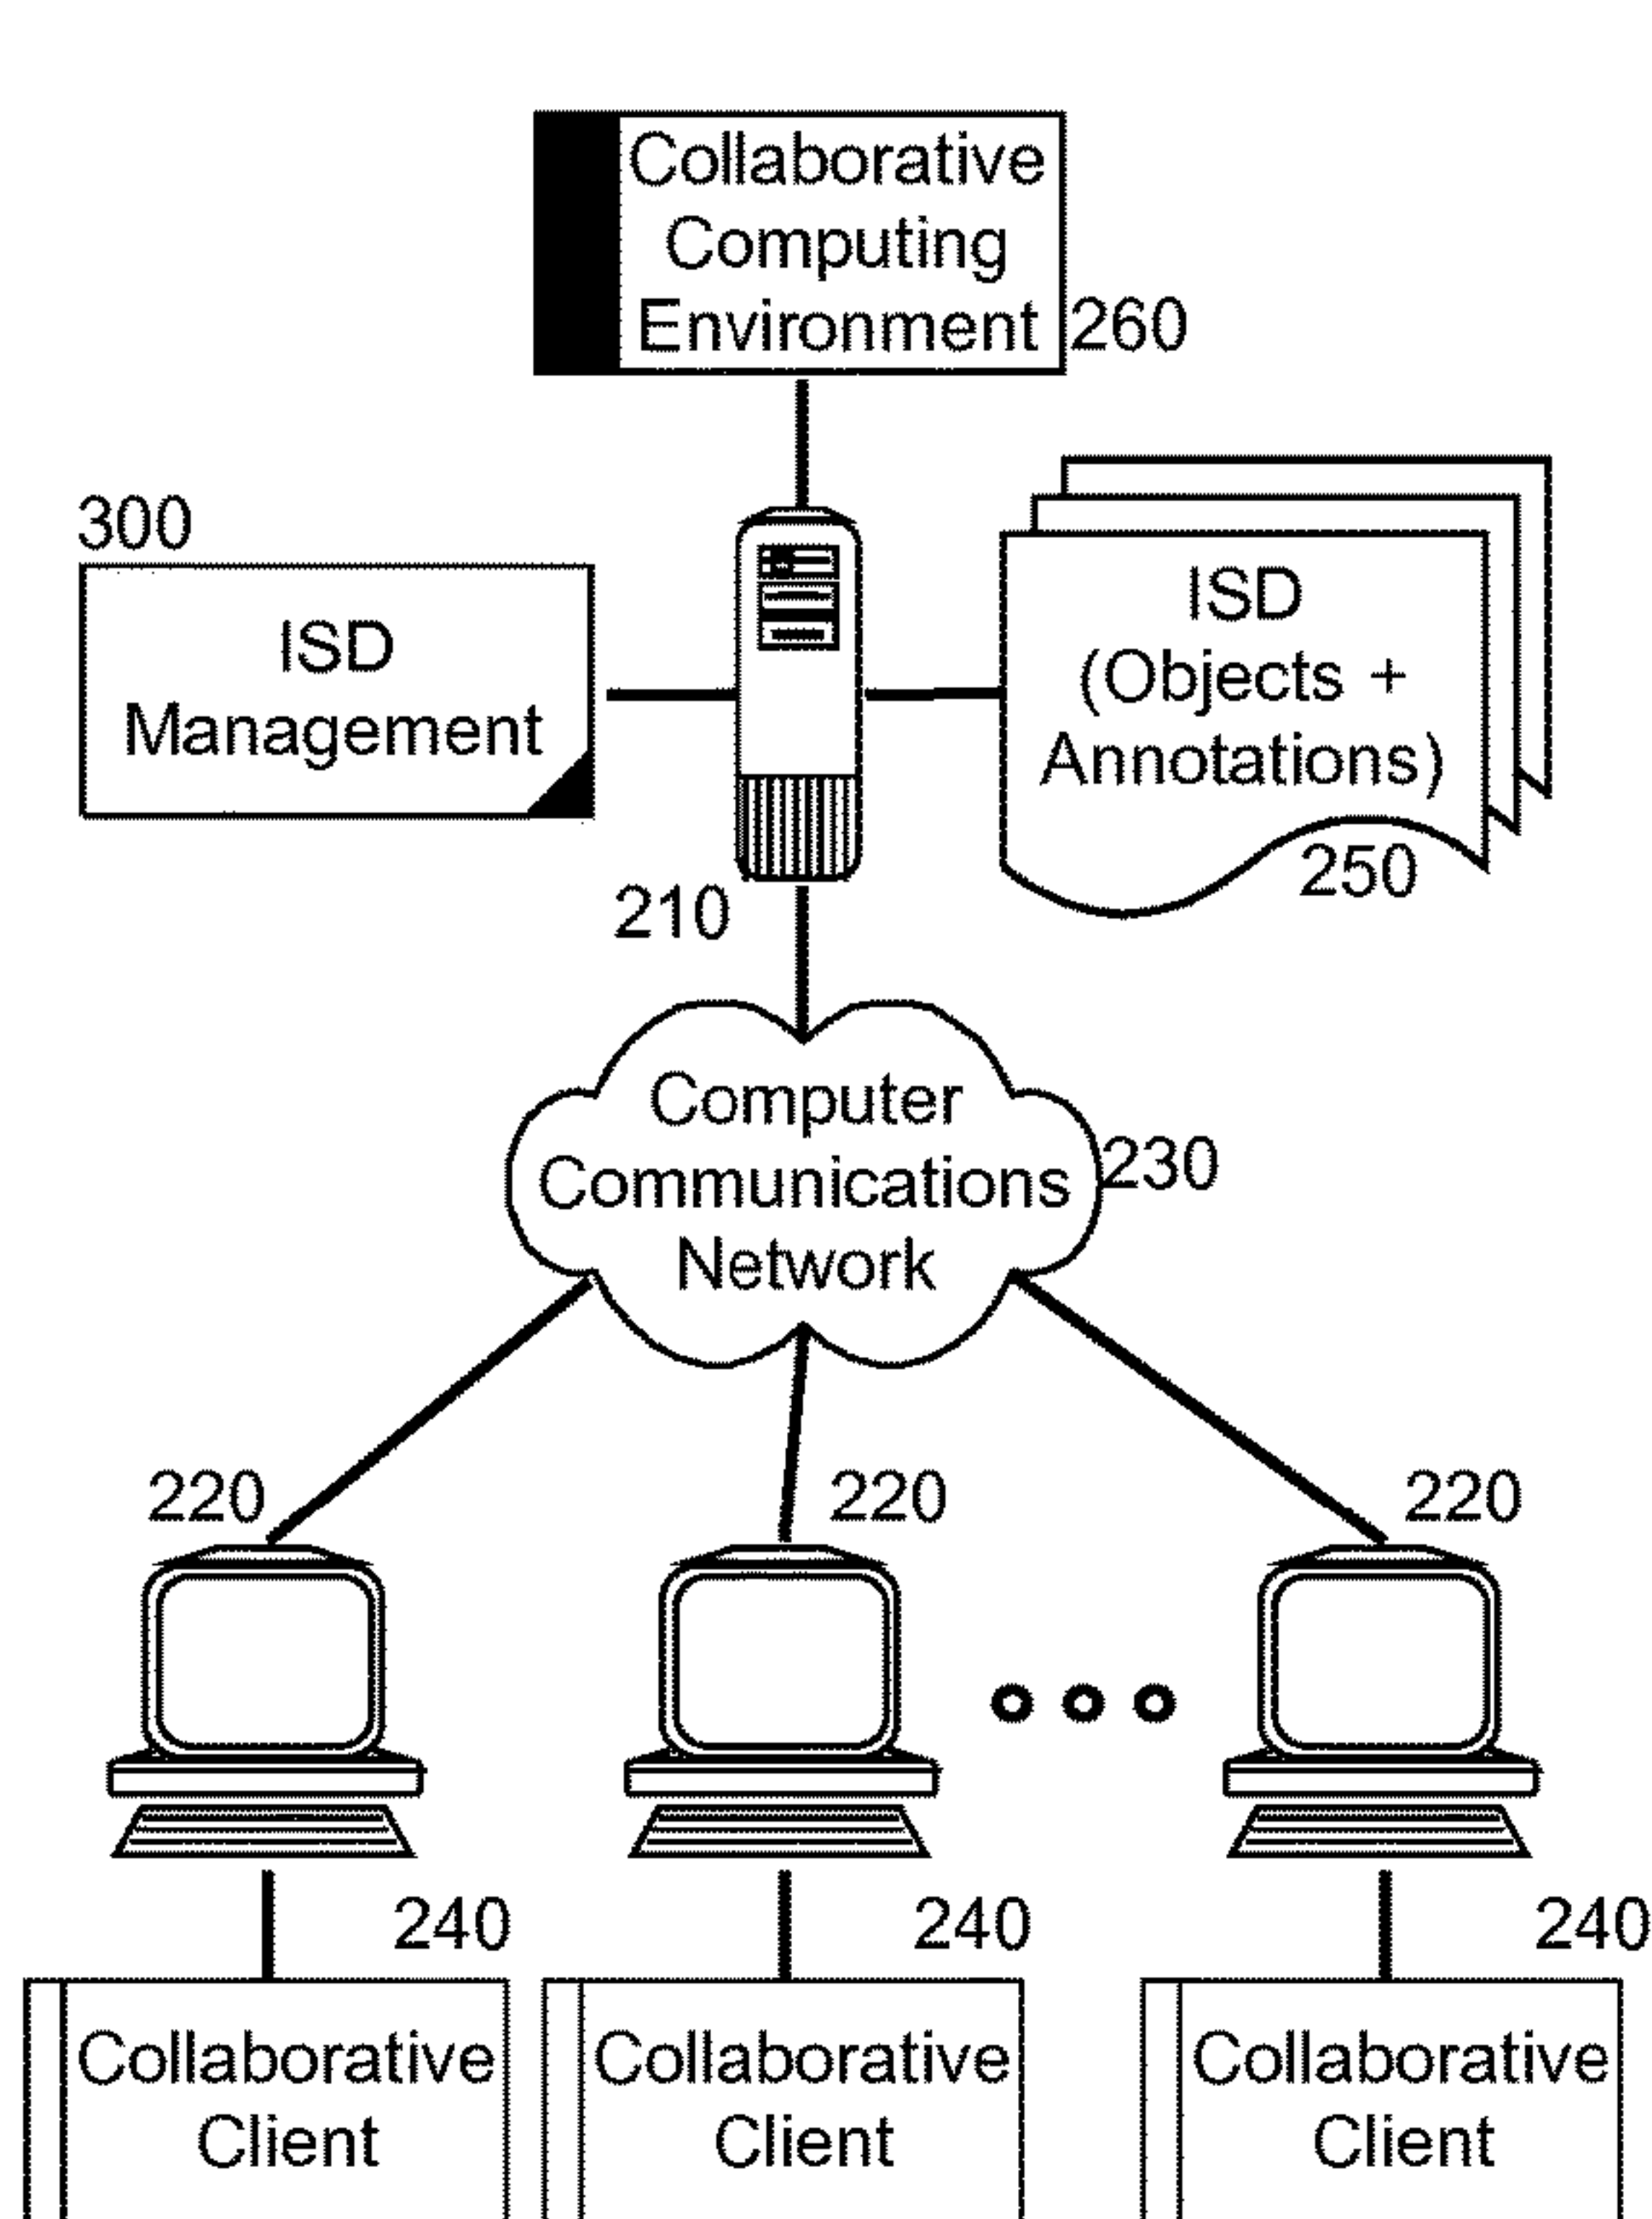 Collaborative
Computing
Environment 260
300
ISD
Management
ISD
(Objects +
Annotations)
250
210
Computer
Communications
Network
230
220 220 220
240 240 240
Collaborative Collaborative Collaborative
Client Client Client